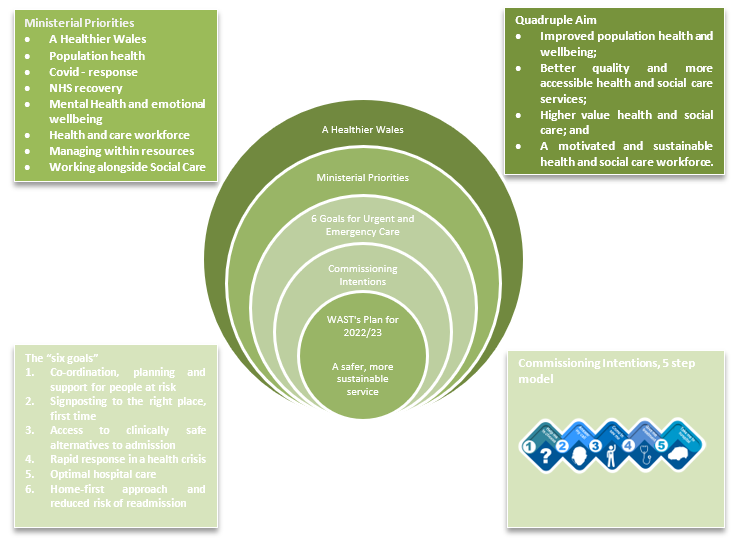 Ministerial Priorities
• A Healthier Wales
• Population health
• Covid - response
• NHS recovery
• Mental Health and emotional
wellbeing
• Health and care workforce
• Managing within resources
• Working alongside Social Care
Quadruple Aim
• Improved population health and
wellbeing;
• Better quality and more
accessible health and social care
services;
• Higher value health and social
care; and
• A motivated and sustainable
health and social care workforce.
A Healthier Wales
Ministerial Priorities
6 Goals for Urgent and
Emergency Care
Commissioning
Intentions
WAST's Plan for
2022/23
A safer, more
sustainable
service
The "six goals"
1. Co-ordination, planning and
support for people at risk
2. Signposting to the right place,
first time
3. Access to clinically safe
alternatives to admission
4. Rapid response in a health crisis
5. Optimal hospital care
6. Home-first approach and
reduced risk of readmission
Commissioning Intentions, 5 step
model
1 ? 2 3 4 5